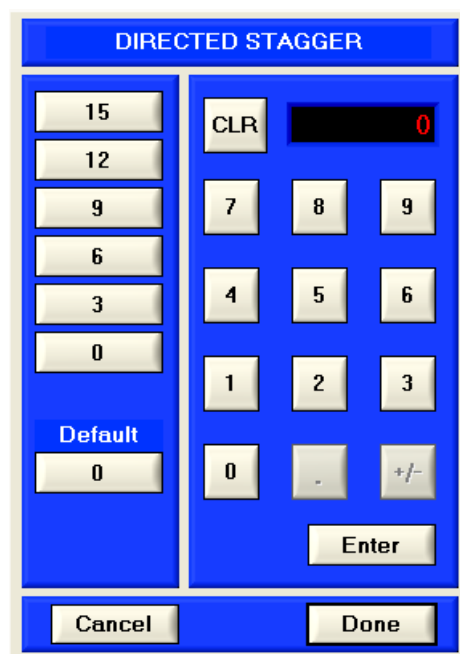 DIRECTED STAGGER
15
12
9
6
3
0
Default
0
CLR 0
7 8 9
4 5 6
1 2 3
0 . +/-
Enter
Cancel Done